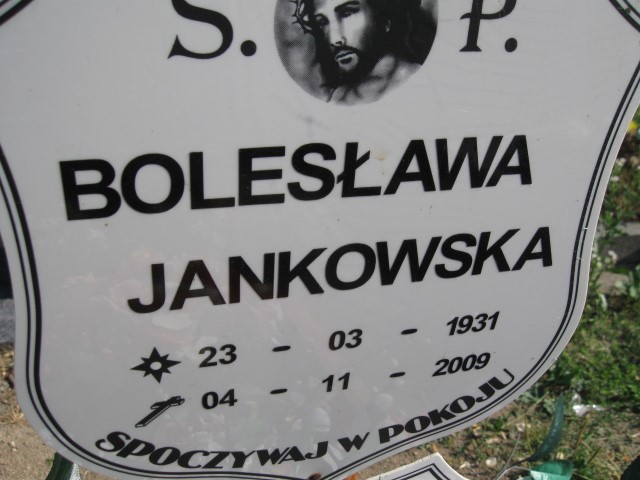 Ś. P.
BOLESŁAWA
JANKOWSKA
23 - 03 - 1931
04 - 11 - 2009
SPOCZYWAJ W POKOJU